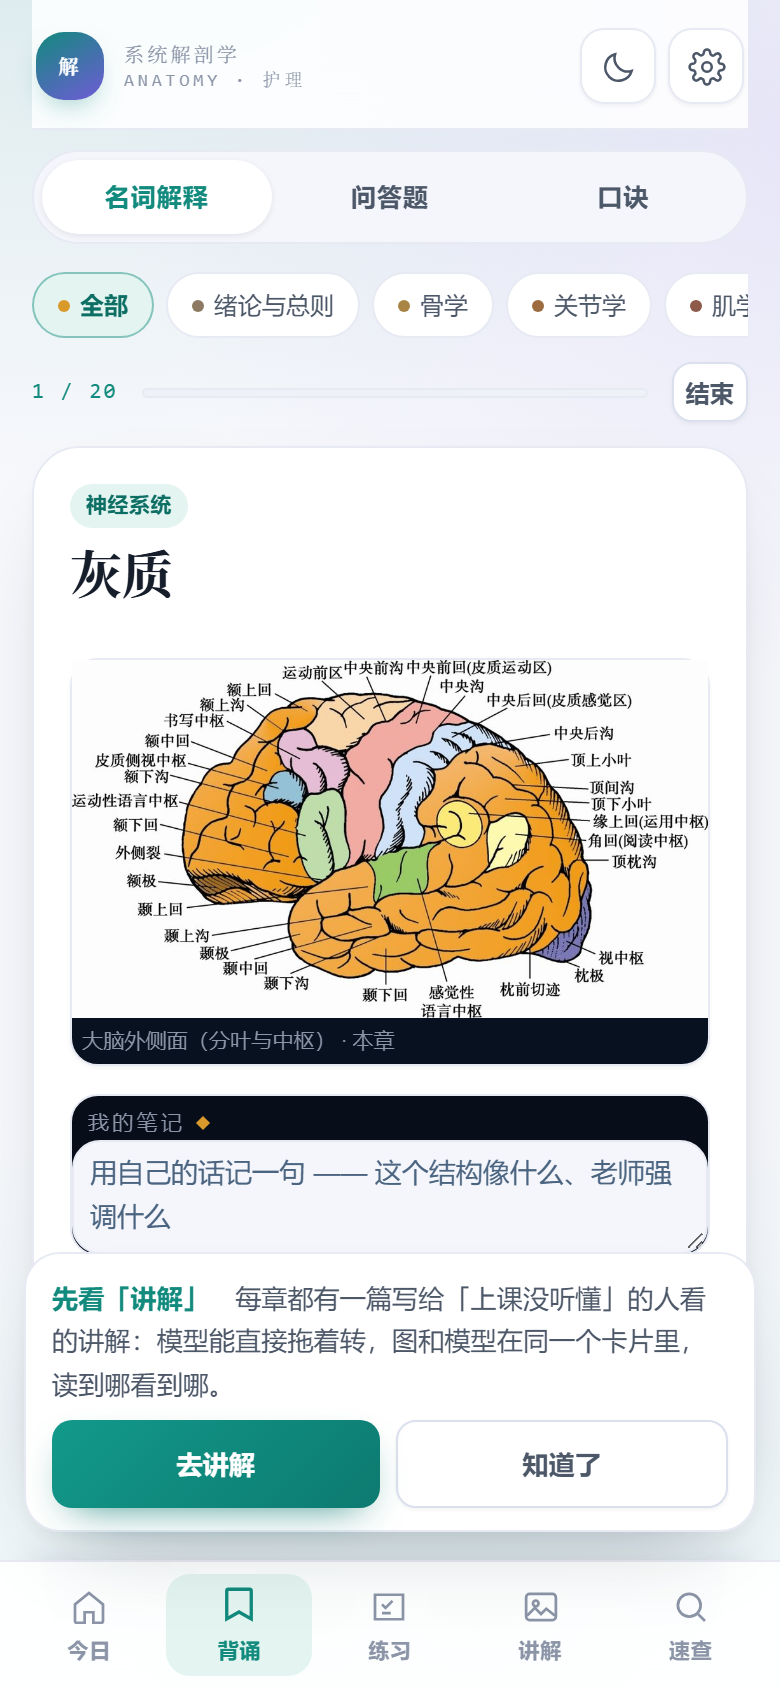 解
系统解剖学
ANATOMY · 护理
名词解释 问答题 口诀
全部 绪论与总则 骨学 关节学 肌学
1 / 20 结束
神经系统
灰质
运动前区 中央前沟 中央前回(皮质运动区)
额上回 中央沟
额上沟 中央后回(皮质感觉区)
书写中枢
额中回 中央后沟
皮质侧视中枢 顶上小叶
额下沟
运动性语言中枢 顶间沟
顶下小叶
额下回 缘上回(运用中枢)
角回(阅读中枢)
外侧裂 顶枕沟
额极
颞上回
颞上沟
颞极 视中枢
颞中回 枕极
颞下沟
颞下回 感觉性 枕前切迹
语言中枢
大脑外侧面（分叶与中枢） · 本章
我的笔记
用自己的话记一句 —— 这个结构像什么、老师强
调什么
先看「讲解」 每章都有一篇写给「上课没听懂」的人看
的讲解：模型能直接拖着转，图和模型在同一个卡片里，
读到哪看到哪。
去讲解 知道了
今日 背诵 练习 讲解 速查